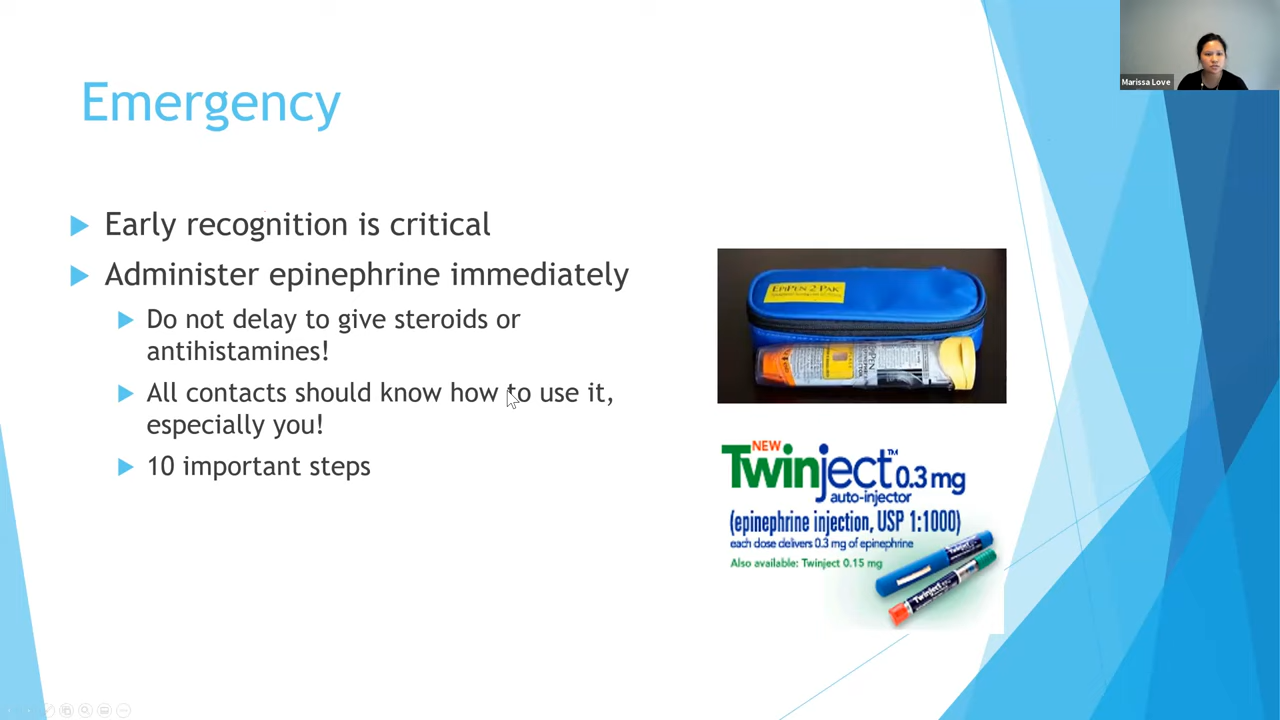 Marissa Love
Emergency
Early recognition is critical
Administer epinephrine immediately
Do not delay to give steroids or
antihistamines!
All contacts should know how to use it,
especially you!
10 important steps
EPIPEN 2 PAK
NEW
Twinject™ 0.3 mg
auto-injector
(epinephrine injection, USP 1:1000)
each dose delivers 0.3 mg of epinephrine
Also available: Twinject 0.15 mg
Twinject